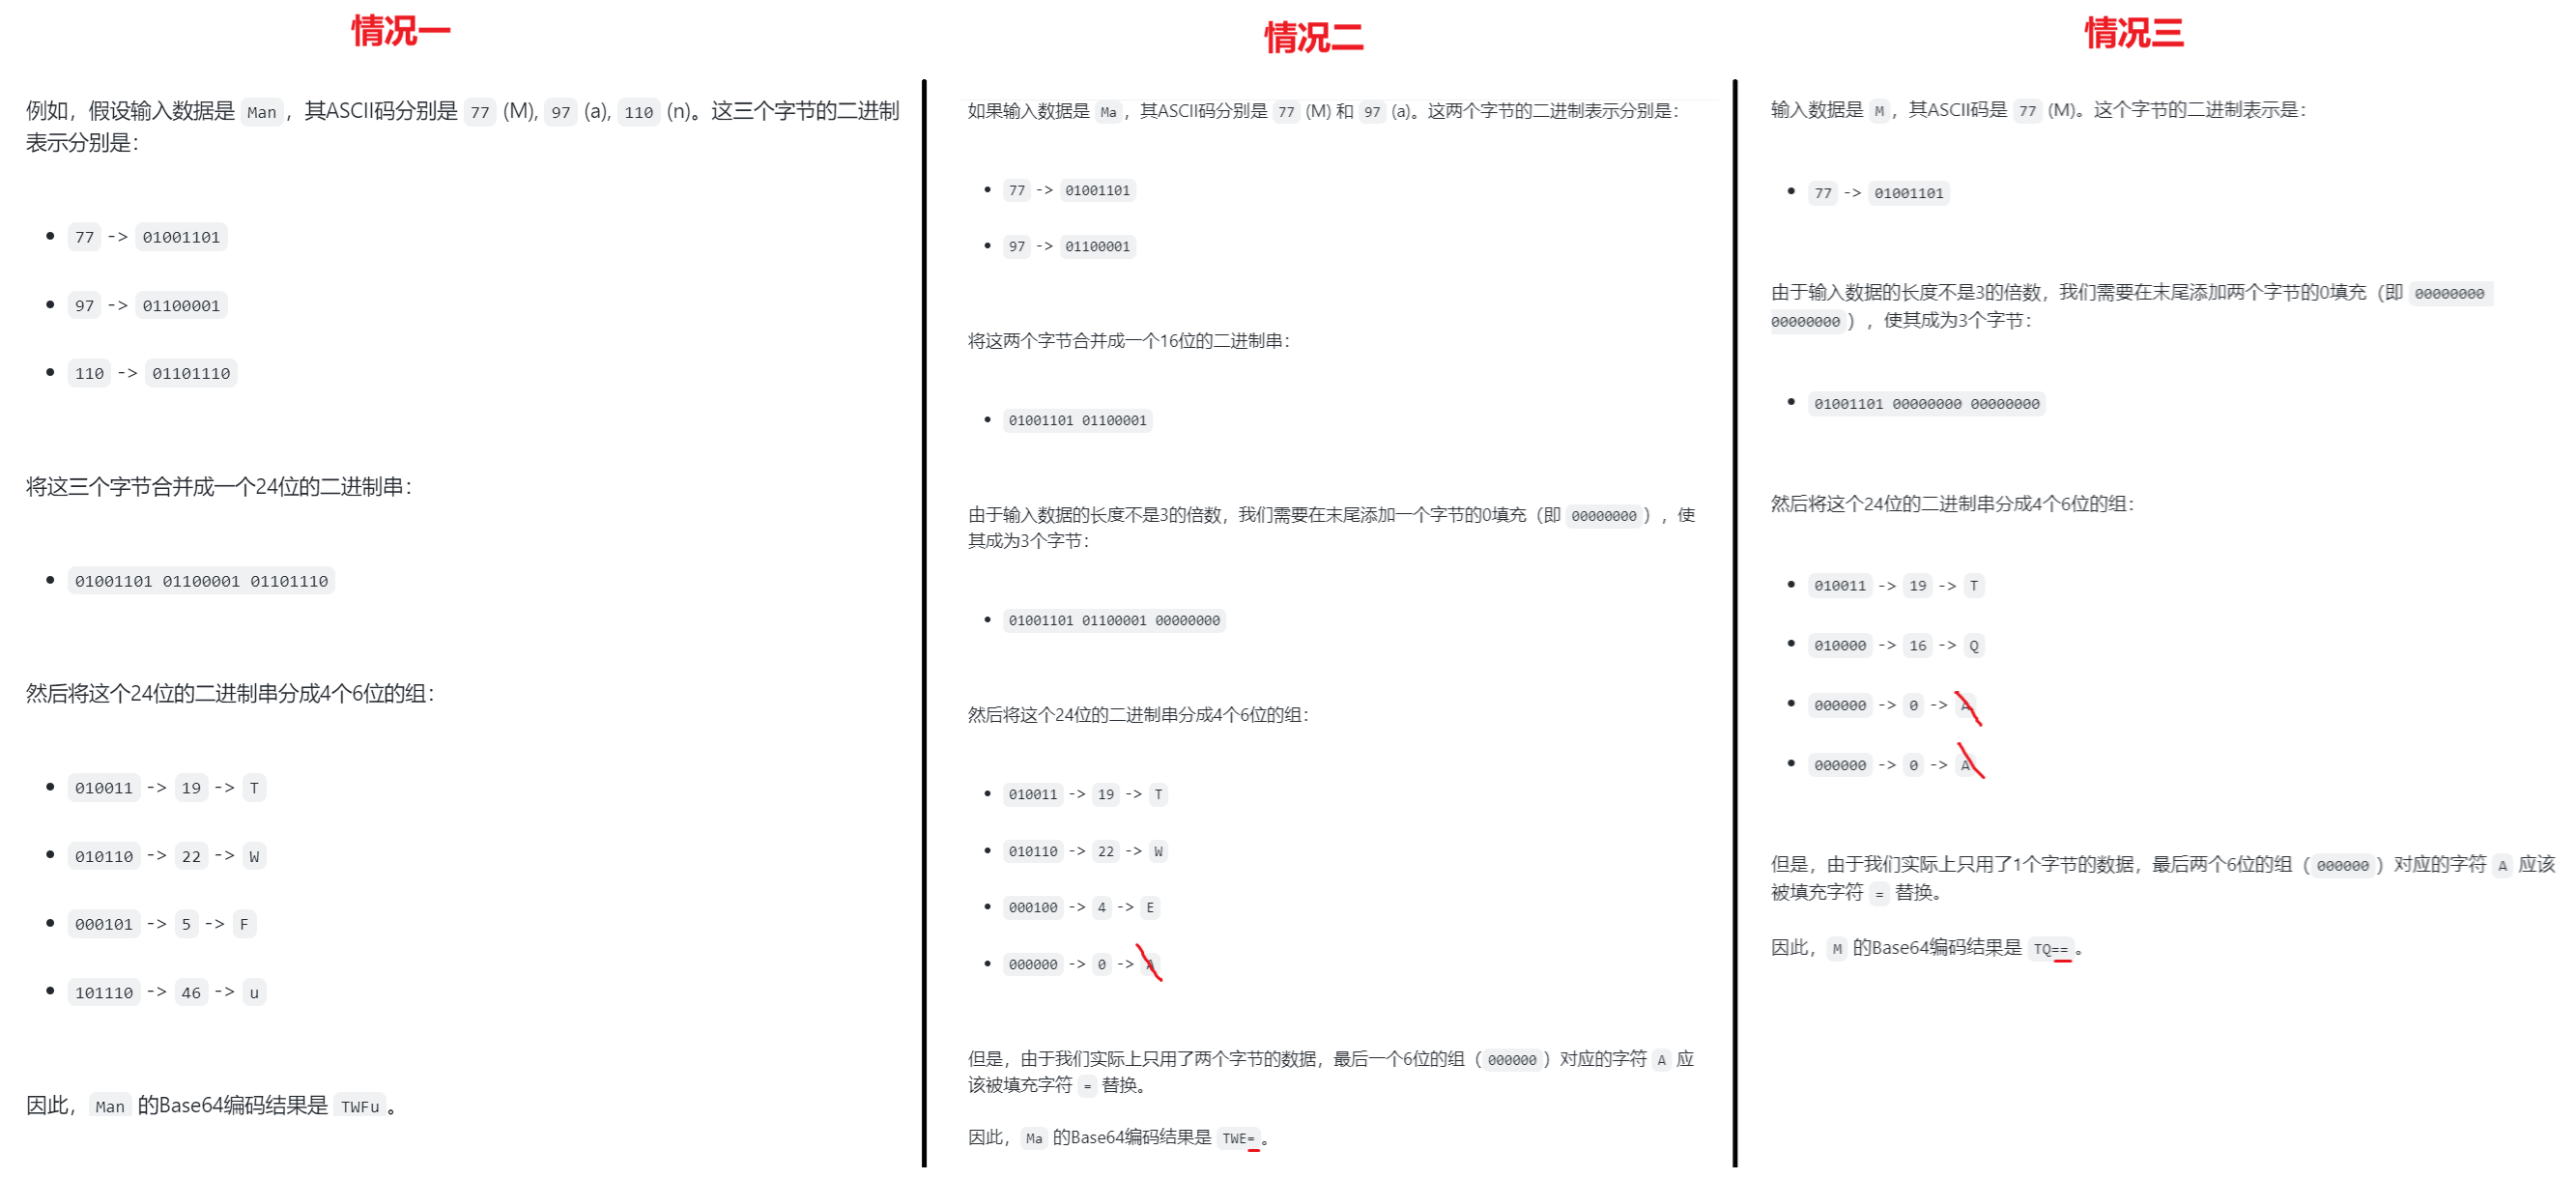 情况一
例如，假设输入数据是 Man，其ASCII码分别是 77 (M), 97 (a), 110 (n)。这三个字节的二进制
表示分别是：
77 -> 01001101
97 -> 01100001
110 -> 01101110
将这三个字节合并成一个24位的二进制串：
01001101 01100001 01101110
然后将这个24位的二进制串分成4个6位的组：
010011 -> 19 -> T
010110 -> 22 -> W
000101 -> 5 -> F
101110 -> 46 -> u
因此， Man 的Base64编码结果是 TWFu 。
情况二
如果输入数据是 Ma，其ASCII码分别是 77 (M) 和 97 (a)。这两个字节的二进制表示分别是：
77 -> 01001101
97 -> 01100001
将这两个字节合并成一个16位的二进制串：
01001101 01100001
由于输入数据的长度不是3的倍数，我们需要在末尾添加一个字节的0填充（即 00000000 ），使
其成为3个字节：
01001101 01100001 00000000
然后将这个24位的二进制串分成4个6位的组：
010011 -> 19 -> T
010110 -> 22 -> W
000100 -> 4 -> E
000000 -> 0 -> A
但是，由于我们实际上只用了两个字节的数据，最后一个6位的组（ 000000 ）对应的字符 A 应
该被填充字符 = 替换。
因此， Ma 的Base64编码结果是 TWE= 。
情况三
输入数据是 M ，其ASCII码是 77 (M)。这个字节的二进制表示是：
77 -> 01001101
由于输入数据的长度不是3的倍数，我们需要在末尾添加两个字节的0填充（即 00000000
00000000 ），使其成为3个字节：
01001101 00000000 00000000
然后将这个24位的二进制串分成4个6位的组：
010011 -> 19 -> T
010000 -> 16 -> Q
000000 -> 0 -> A
000000 -> 0 -> A
但是，由于我们实际上只用了1个字节的数据，最后两个6位的组（ 000000 ）对应的字符 A 应该
被填充字符 = 替换。
因此， M 的Base64编码结果是 TQ== 。